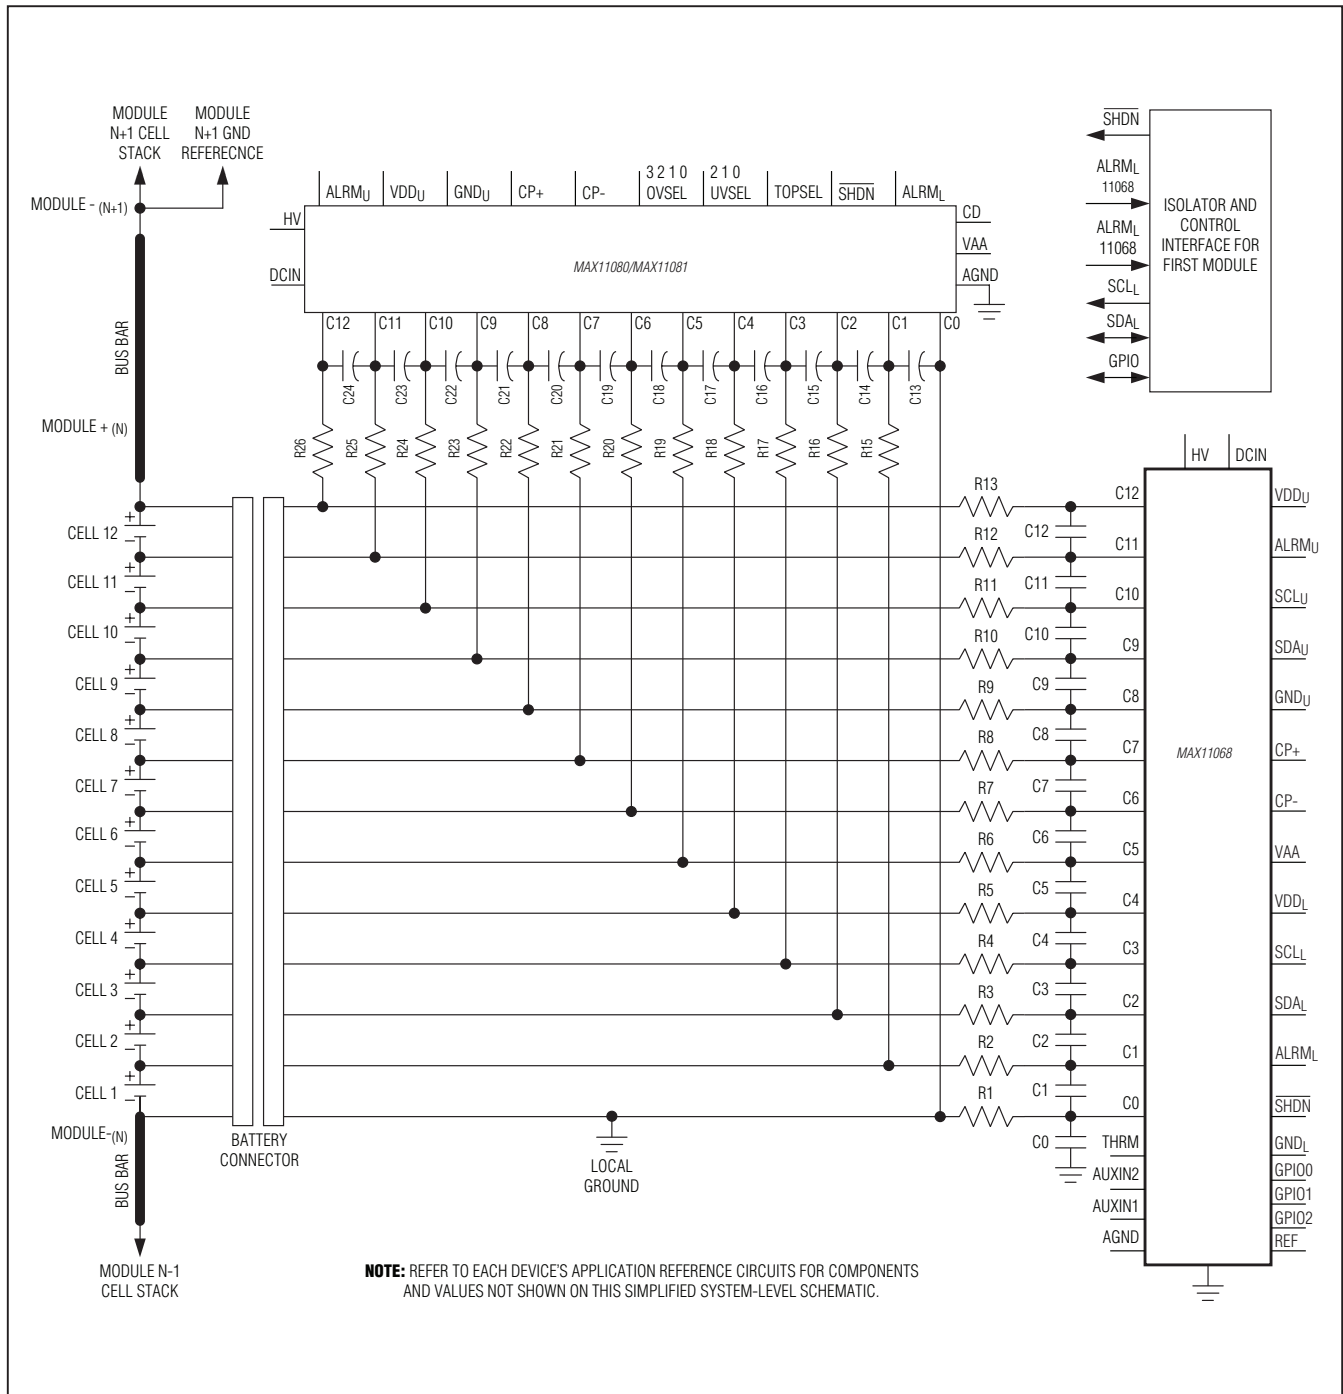 MODULE
N+1 CELL
STACK
MODULE
N+1 GND
REFERECNCE
MODULE - (N+1)
BUS BAR
MODULE + (N)
ALRMU
VDDU
GNDU
CP+
CP-
3 2 1 0
OVSEL
2 1 0
UVSEL
TOPSEL
SHDN
ALRML
HV
DCIN
MAX11080/MAX11081
CD
VAA
AGND
C12
C11
C10
C9
C8
C7
C6
C5
C4
C3
C2
C1
C0
C24
C23
C22
C21
C20
C19
C18
C17
C16
C15
C14
C13
R26
R25
R24
R23
R22
R21
R20
R19
R18
R17
R16
R15
SHDN
ALRML
11068
ALRML
11068
SCLL
SDAL
GPIO
ISOLATOR AND
CONTROL
INTERFACE FOR
FIRST MODULE
+
–
CELL 12
+
–
CELL 11
+
–
CELL 10
+
–
CELL 9
+
–
CELL 8
+
–
CELL 7
+
–
CELL 6
+
–
CELL 5
+
–
CELL 4
+
–
CELL 3
+
–
CELL 2
+
–
CELL 1
MODULE-(N)
BUS BAR
MODULE N-1
CELL STACK
BATTERY
CONNECTOR
LOCAL
GROUND
R13
R12
R11
R10
R9
R8
R7
R6
R5
R4
R3
R2
R1
C12
C11
C10
C9
C8
C7
C6
C5
C4
C3
C2
C1
C0
HV
DCIN
C12
C11
C10
C9
C8
C7
C6
C5
C4
C3
C2
C1
C0
THRM
AUXIN2
AUXIN1
AGND
MAX11068
VDDU
ALRMU
SCLU
SDAU
GNDU
CP+
CP-
VAA
VDDL
SCLL
SDAL
ALRML
SHDN
GNDL
GPIO0
GPIO1
GPIO2
REF
NOTE: REFER TO EACH DEVICE'S APPLICATION REFERENCE CIRCUITS FOR COMPONENTS
AND VALUES NOT SHOWN ON THIS SIMPLIFIED SYSTEM-LEVEL SCHEMATIC.